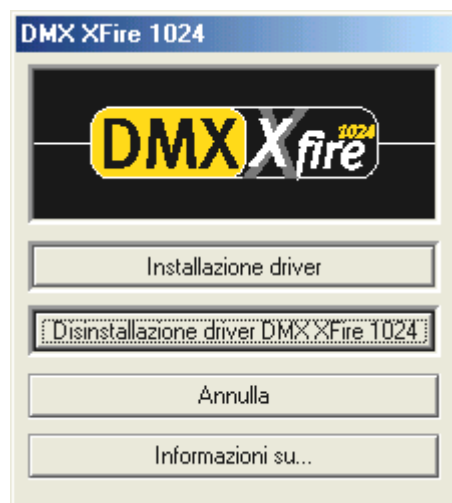 DMX XFire 1024
DMX Xfire 1024
Installazione driver
Disinstallazione driver DMX XFire 1024
Annulla
Informazioni su...